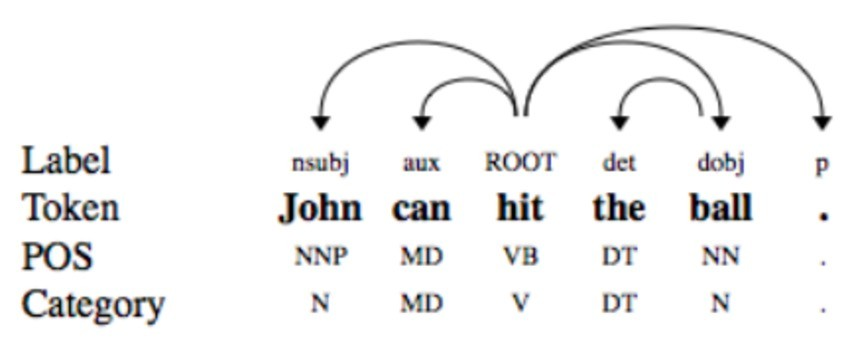 Label nsubj aux ROOT det dobj p
Token John can hit the ball .
POS NNP MD VB DT NN .
Category N MD V DT N .